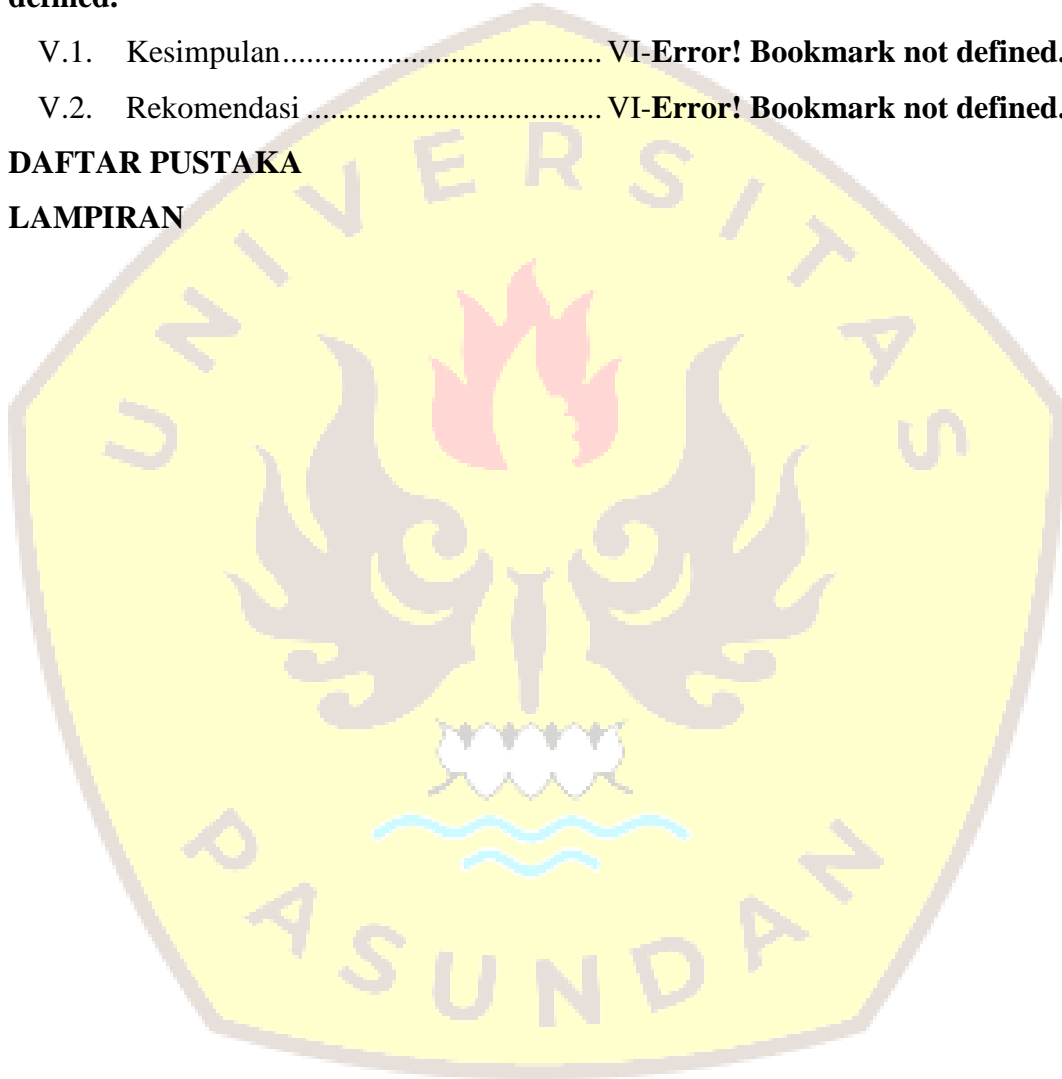 defined.
V.1. Kesimpulan........................................ VI-Error! Bookmark not defined.
V.2. Rekomendasi ..................................... VI-Error! Bookmark not defined.
DAFTAR PUSTAKA
LAMPIRAN
UNIVERSITAS
PASUNDAN